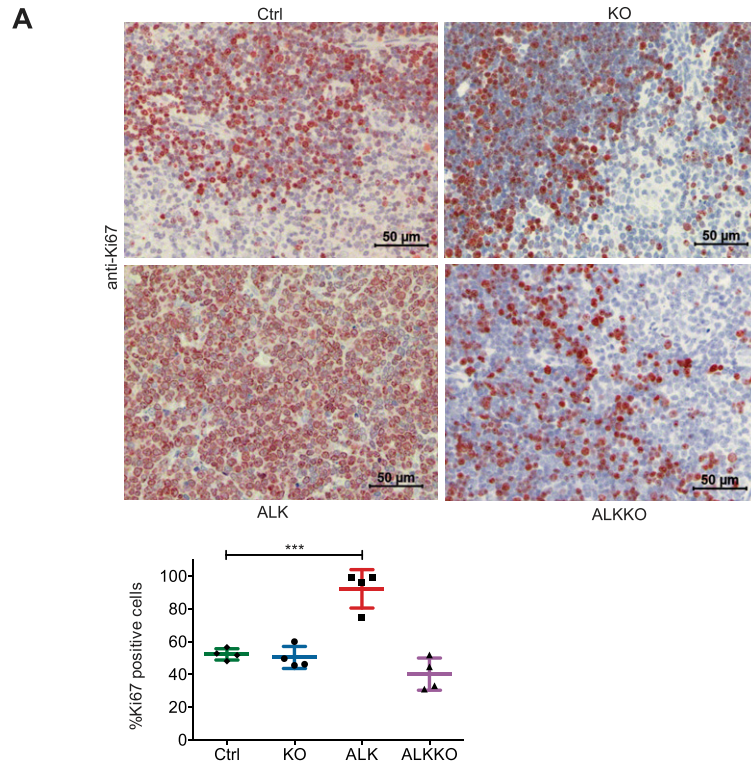 A
Ctrl
KO
anti-Ki67
50 µm
50 µm
50 µm
50 µm
ALK
ALKKO
***
%Ki67 positive cells
100
80
60
40
20
0
Ctrl
KO
ALK
ALKKO